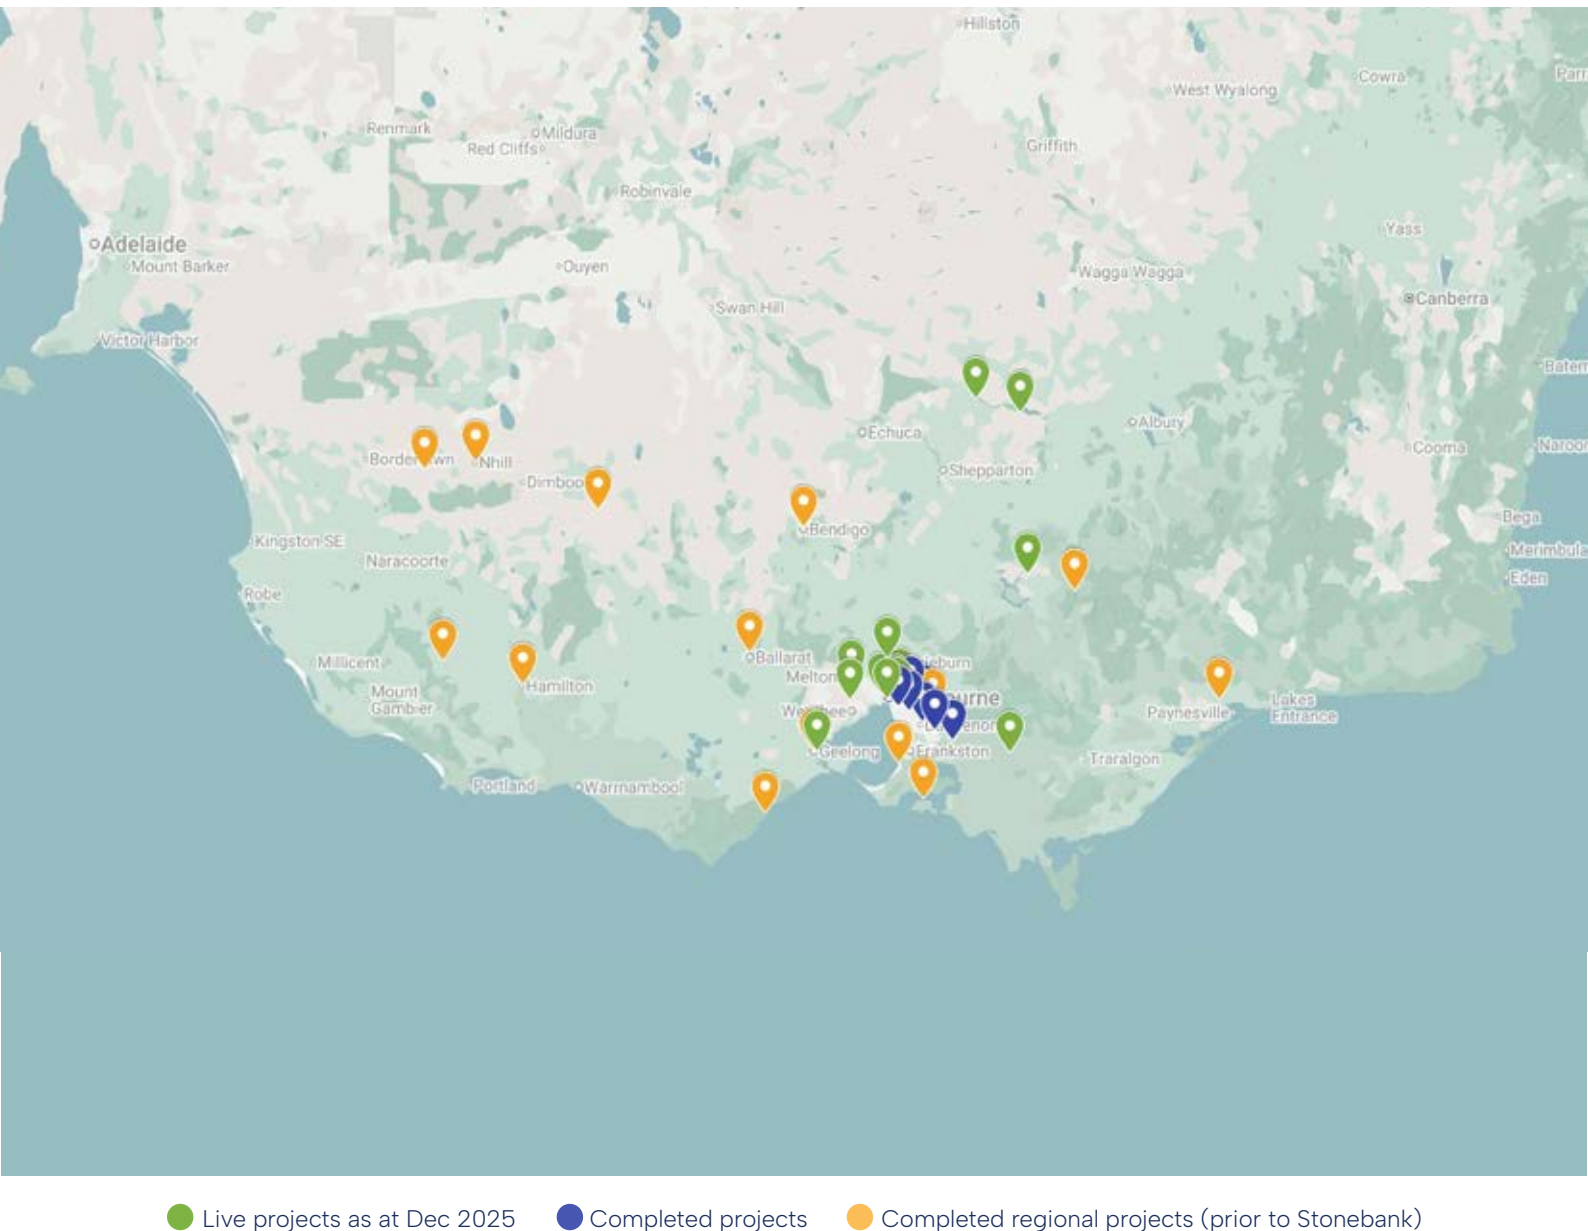 Hillston
Parr
Cowra
West Wyalong
Renmark
Mildura
Red Cliffs
Griffith
Robinvale
Yass
Adelaide
Mount Barker
Ouyen
Wagga Wagga
Canberra
Swan Hill
Victor Harbor
Batem
Albury
Echuca
Cooma
Naroor
Nhill
Shepparton
Bega
Bendigo
Kingston SE
Merimbula
Naracoorte
Eden
Robe
Ballarat
Millicent
Melton
Hamilton
Mount
Gambier
Lakes
Entrance
Paynesville
Geelong
Frankston
Traralgon
Portland
Warrnambool
Live projects as at Dec 2025
Completed projects
Completed regional projects (prior to Stonebank)